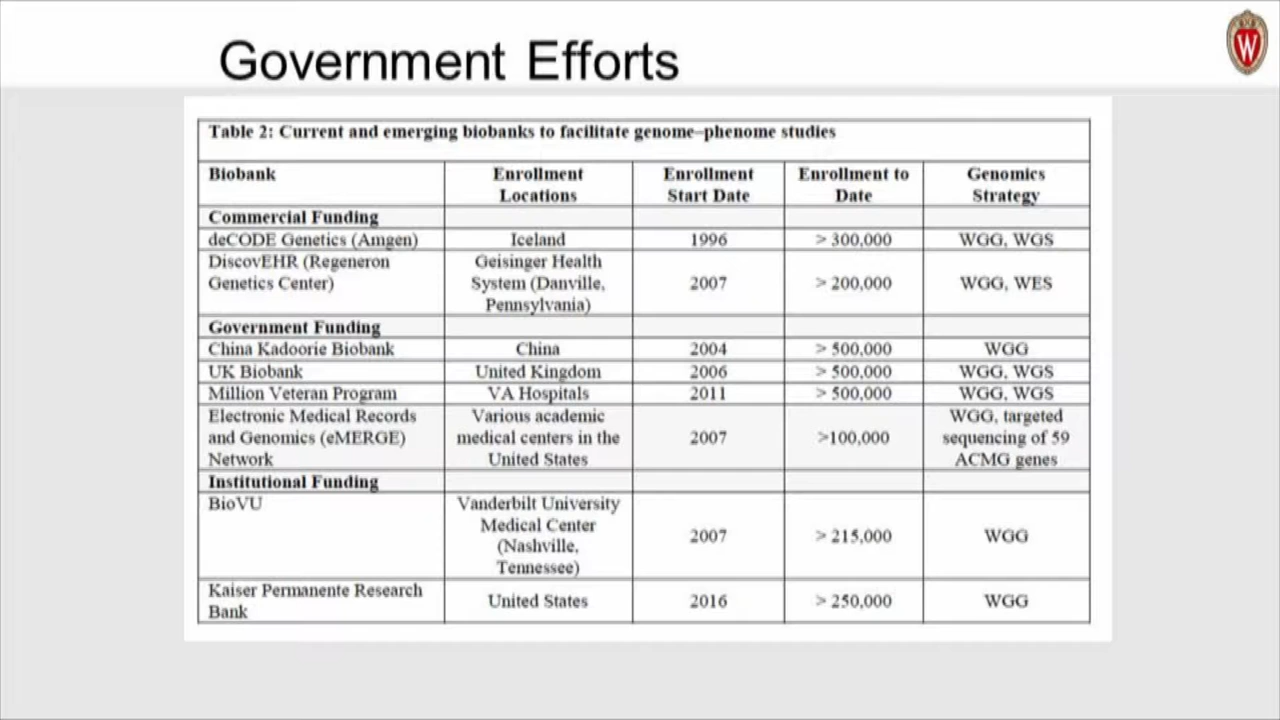 Government Efforts
W
Table 2: Current and emerging biobanks to facilitate genome–phenome studies
Biobank
Enrollment
Locations
Enrollment
Start Date
Enrollment to
Date
Genomics
Strategy
Commercial Funding
deCODE Genetics (Amgen)
Iceland
1996
> 300,000
WGG, WGS
DiscovEHR (Regeneron
Genetics Center)
Geisinger Health
System (Danville,
Pennsylvania)
2007
> 200,000
WGG, WES
Government Funding
China Kadoorie Biobank
China
2004
> 500,000
WGG
UK Biobank
United Kingdom
2006
> 500,000
WGG, WGS
Million Veteran Program
VA Hospitals
2011
> 500,000
WGG, WGS
Electronic Medical Records
and Genomics (eMERGE)
Network
Various academic
medical centers in the
United States
2007
>100,000
WGG, targeted
sequencing of 59
ACMG genes
Institutional Funding
BioVU
Vanderbilt University
Medical Center
(Nashville,
Tennessee)
2007
> 215,000
WGG
Kaiser Permanente Research
Bank
United States
2016
> 250,000
WGG